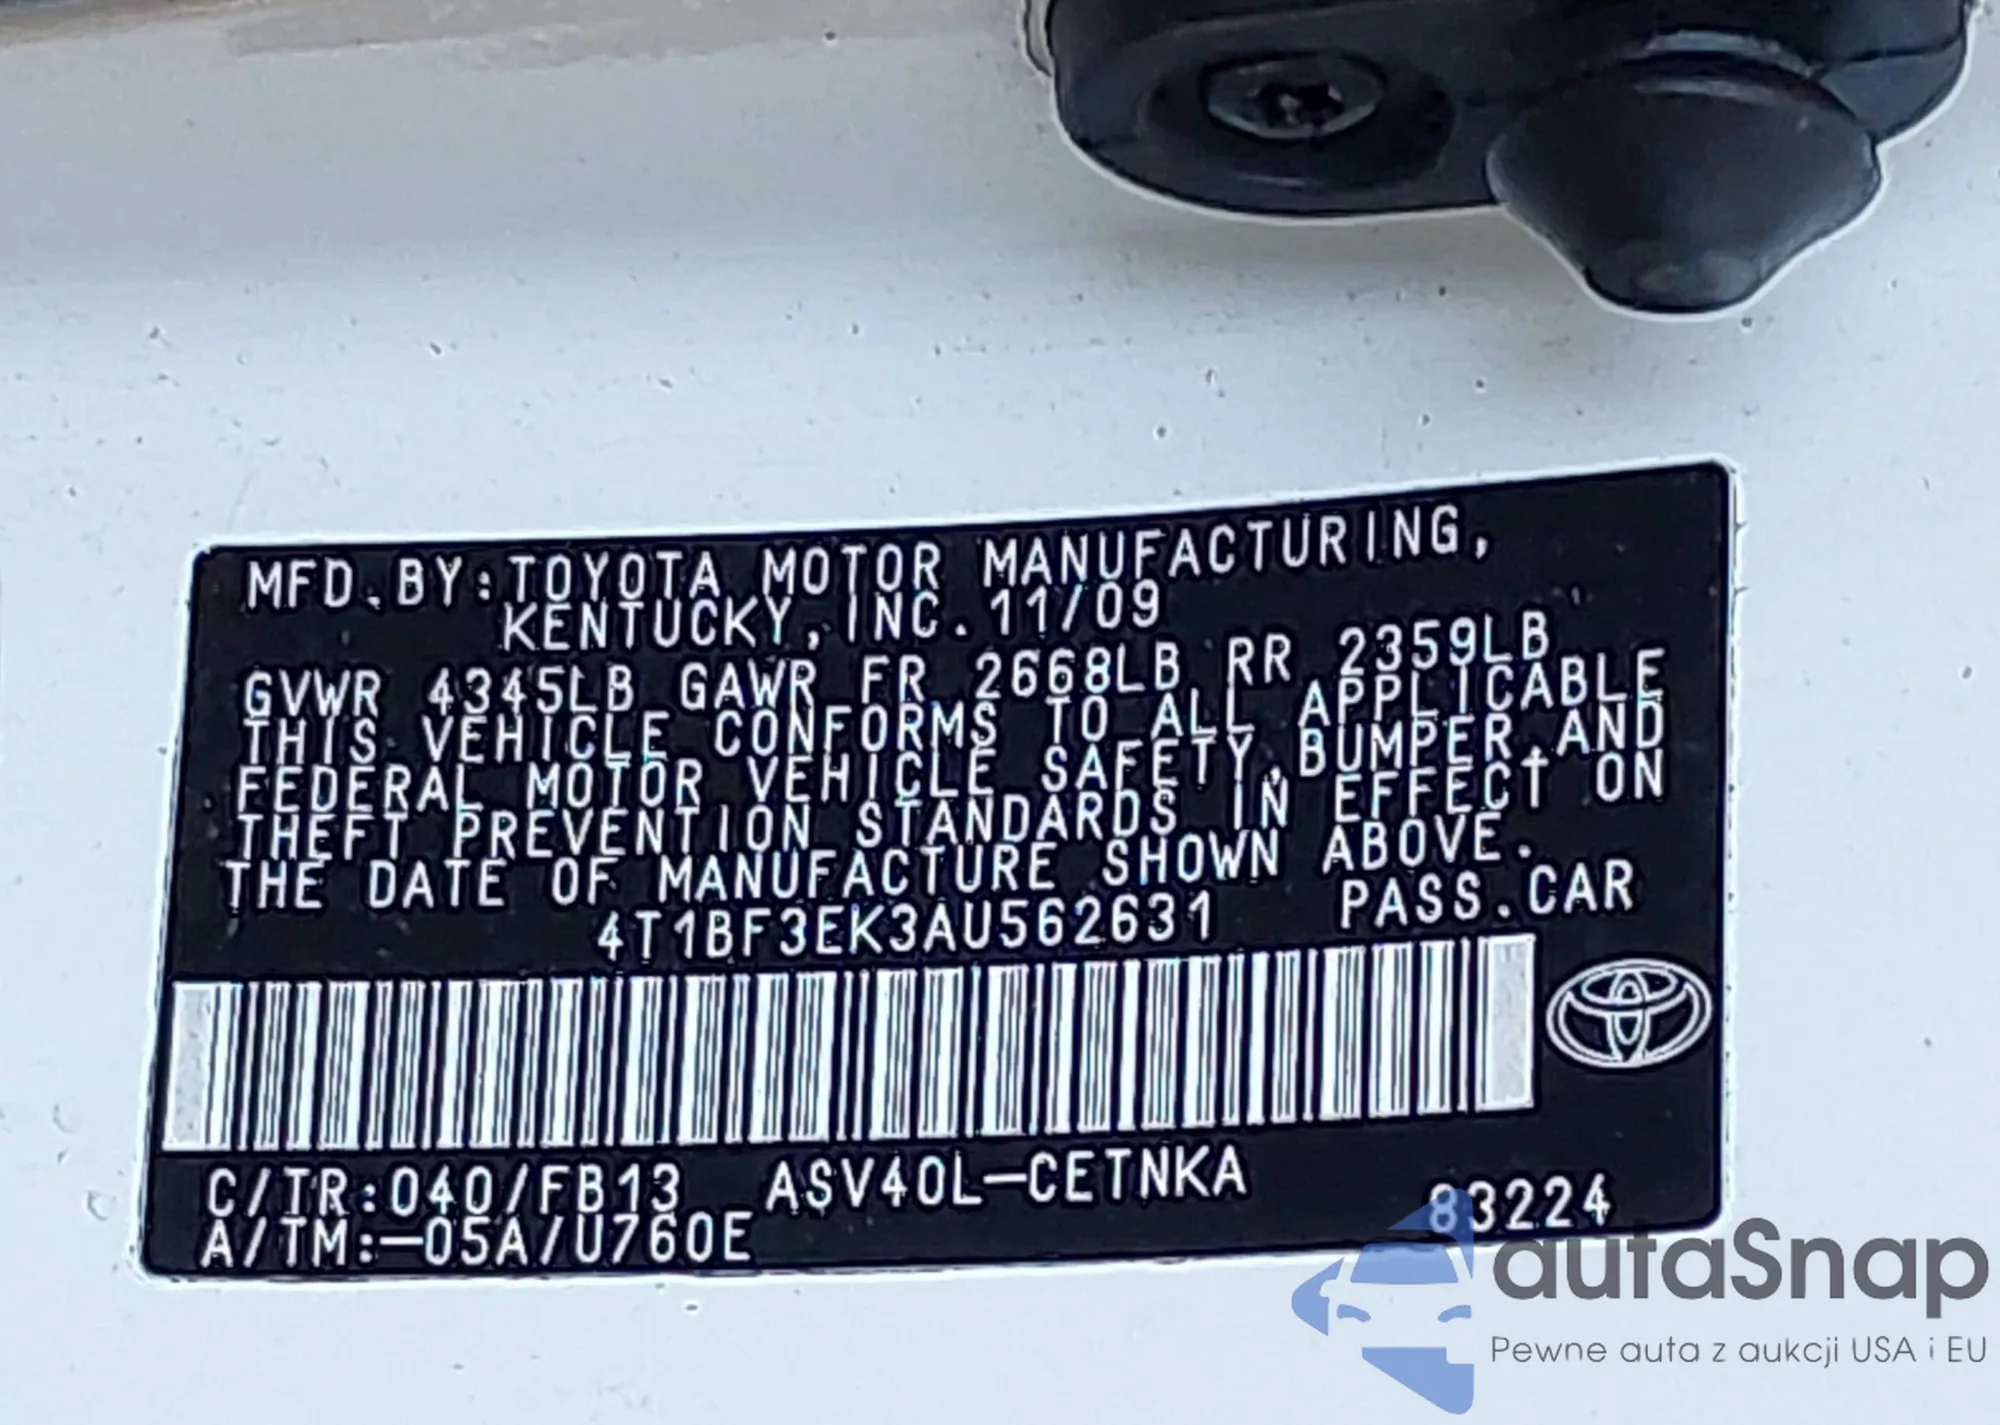 MFD.BY:TOYOTA MOTOR MANUFACTURING,
KENTUCKY, INC. 11/09
GVWR 4345LB GAWR FR 2668LB RR 2359LB
THIS VEHICLE CONFORMS TO ALL APPLICABLE
FEDERAL MOTOR VEHICLE SAFETY,BUMPER,AND
THEFT PREVENTION STANDARDS IN EFFECT ON
THE DATE OF MANUFACTURE SHOWN ABOVE.
4T1BF3EK3AU562631 PASS.CAR
C/TR:040/FB13 ASV40L-CETNKA 83224
A/TM:-05A/U760E
autaSnap
Pewne auta z aukcji USA i EU